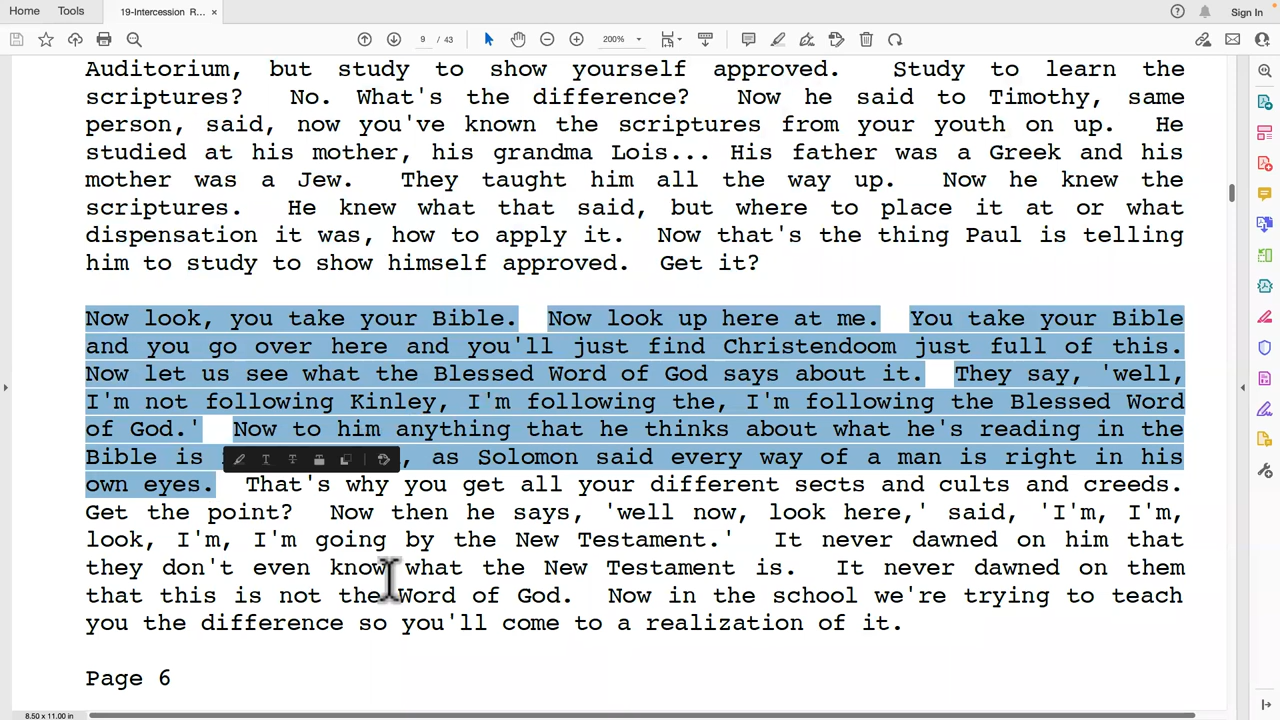 Home
Tools
19-Intercession R...
×
Sign In
9 / 43
200%
Auditorium, but study to show yourself approved. Study to learn the
scriptures? No. What's the difference? Now he said to Timothy, same
person, said, now you've known the scriptures from your youth on up. He
studied at his mother, his grandma Lois... His father was a Greek and his
mother was a Jew. They taught him all the way up. Now he knew the
scriptures. He knew what that said, but where to place it at or what
dispensation it was, how to apply it. Now that's the thing Paul is telling
him to study to show himself approved. Get it?
Now look, you take your Bible. Now look up here at me. You take your Bible
and you go over here and you'll just find Christendoom just full of this.
Now let us see what the Blessed Word of God says about it. They say, 'well,
I'm not following Kinley, I'm following the, I'm following the Blessed Word
of God.' Now to him anything that he thinks about what he's reading in the
Bible is , as Solomon said every way of a man is right in his
own eyes. That's why you get all your different sects and cults and creeds.
Get the point? Now then he says, 'well now, look here,' said, 'I'm, I'm,
look, I'm, I'm going by the New Testament.' It never dawned on him that
they don't even know what the New Testament is. It never dawned on them
that this is not the Word of God. Now in the school we're trying to teach
you the difference so you'll come to a realization of it.
Page 6
8.50 x 11.00 in